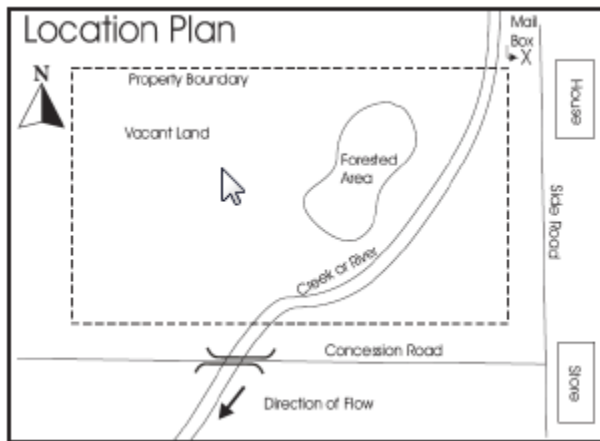 Location Plan
Mail
Box
X
N
Property Boundary
House
Vacant Land
Forested
Area
Side Road
Creek or River
Concession Road
Store
Direction of Flow